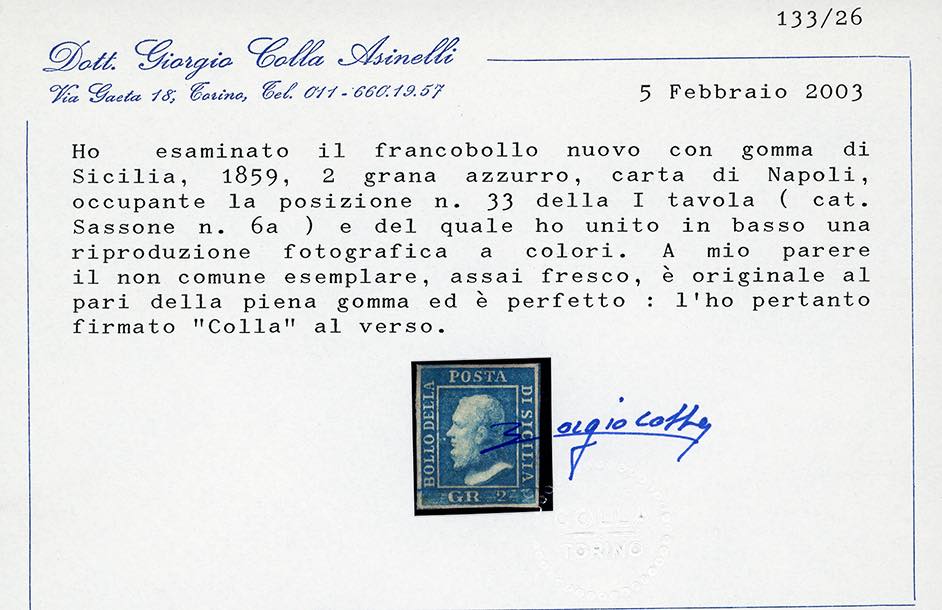 133/26
Dott. Giorgio Colla Asinelli
Via Gaeta 18, Torino, Tel. 011-660.19.57
5 Febbraio 2003
Ho esaminato il francobollo nuovo con gomma di
Sicilia, 1859, 2 grana azzurro, carta di Napoli,
occupante la posizione n. 33 della I tavola ( cat.
Sassone n. 6a ) e del quale ho unito in basso una
riproduzione fotografica a colori. A mio parere
il non comune esemplare, assai fresco, è originale al
pari della piena gomma ed è perfetto : l'ho pertanto
firmato "Colla" al verso.
BOLLO DELLA
POSTA
DI SICILIA
GR 2
Giorgio Colla
COLLA
TORINO